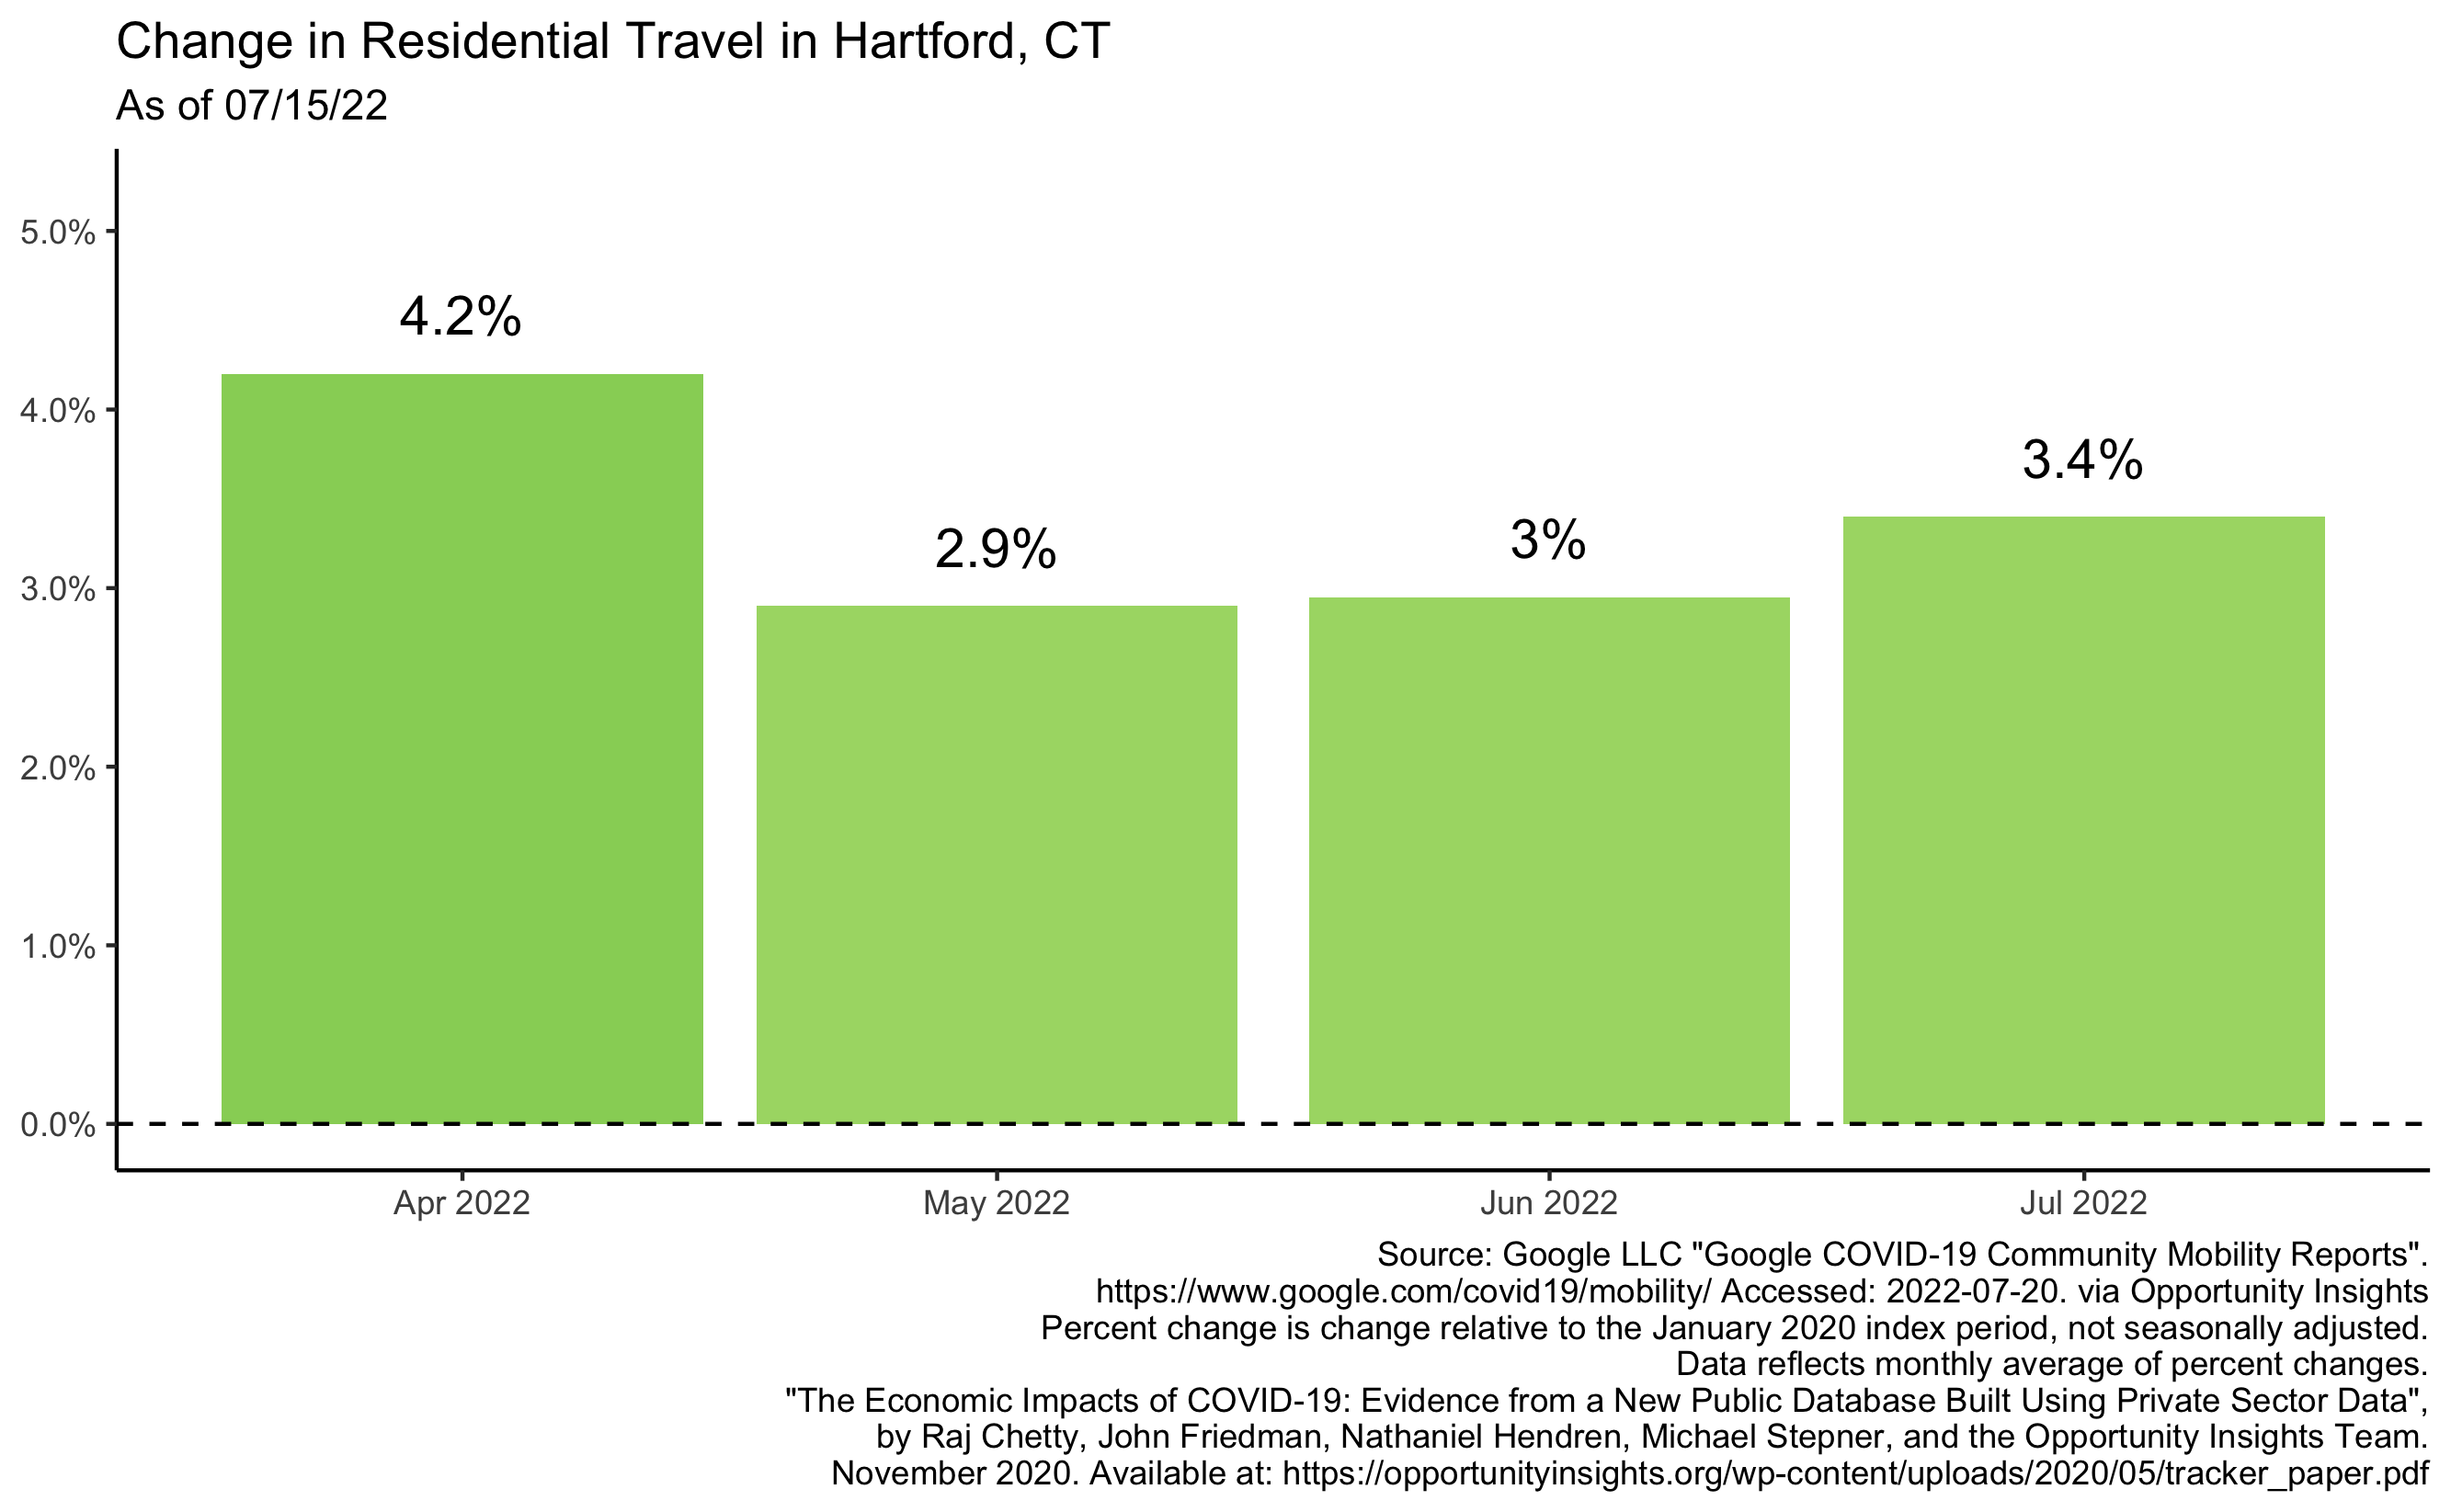 Change in Residential Travel in Hartford, CT
As of 07/15/22
5.0%
4.0%
3.0%
2.0%
1.0%
0.0%
4.2%
2.9%
3%
3.4%
Apr 2022
May 2022
Jun 2022
Jul 2022
Source: Google LLC "Google COVID-19 Community Mobility Reports".
https://www.google.com/covid19/mobility/ Accessed: 2022-07-20. via Opportunity Insights
Percent change is change relative to the January 2020 index period, not seasonally adjusted.
Data reflects monthly average of percent changes.
"The Economic Impacts of COVID-19: Evidence from a New Public Database Built Using Private Sector Data",
by Raj Chetty, John Friedman, Nathaniel Hendren, Michael Stepner, and the Opportunity Insights Team.
November 2020. Available at: https://opportunityinsights.org/wp-content/uploads/2020/05/tracker_paper.pdf